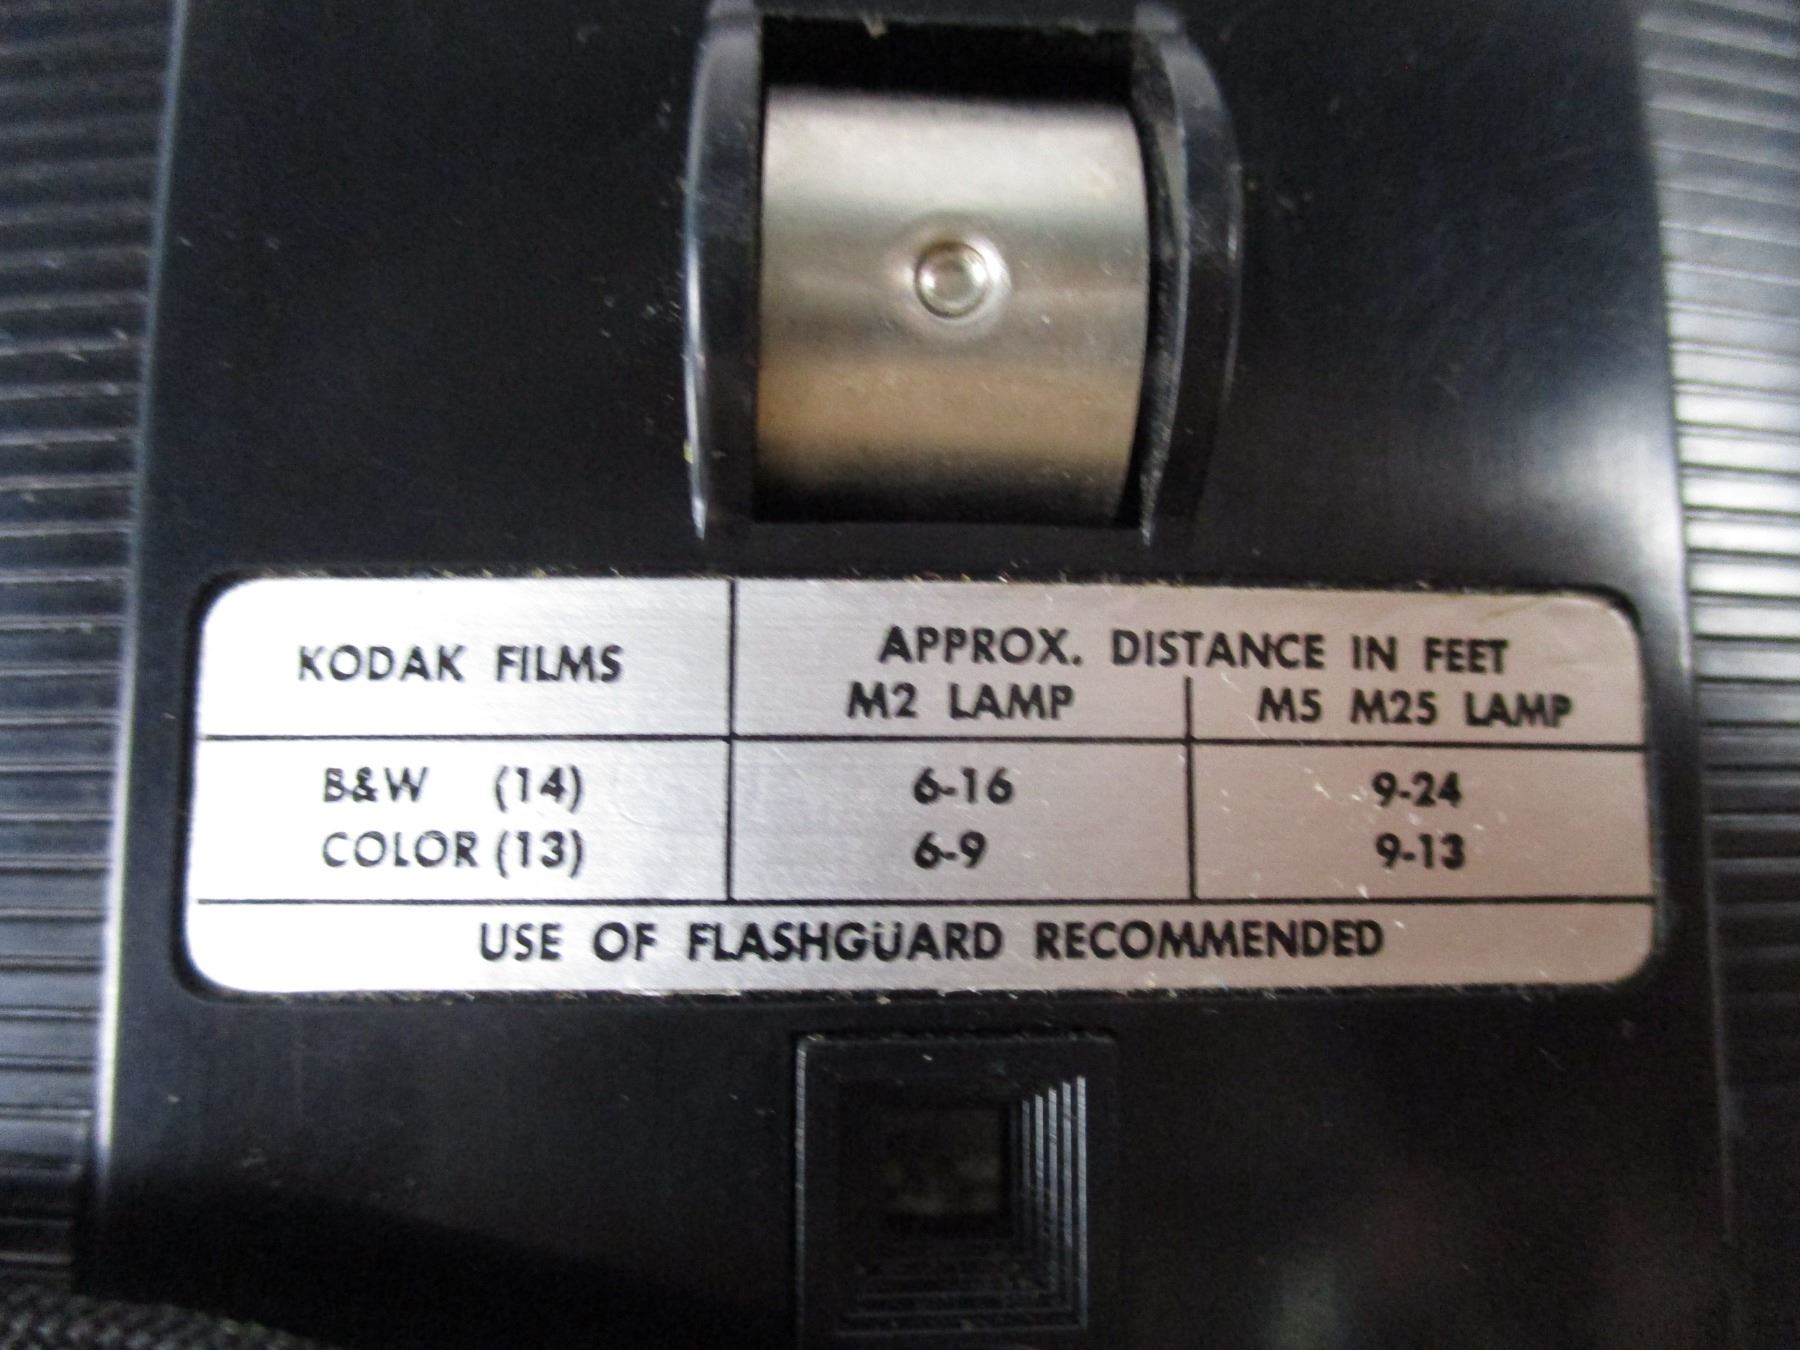 KODAK FILMS
APPROX. DISTANCE IN FEET
M2 LAMP M5 M25 LAMP
B&W (14) 6-16 9-24
COLOR (13) 6-9 9-13
USE OF FLASHGUARD RECOMMENDED